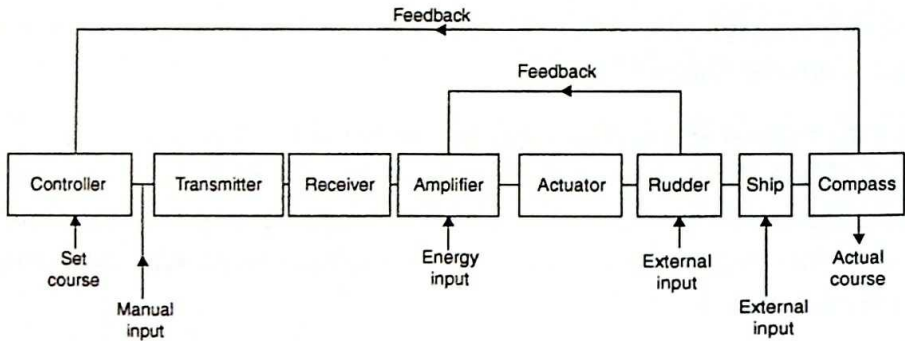 Feedback
Feedback
Controller
Transmitter
Receiver
Amplifier
Actuator
Rudder
Ship
Compass
Set
course
Manual
input
Energy
input
External
input
External
input
Actual
course